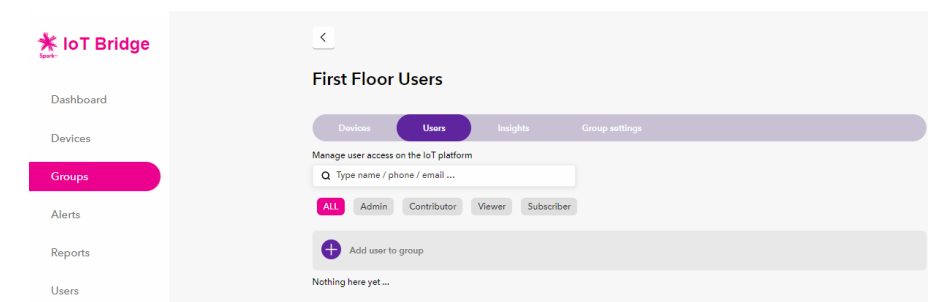 IoT Bridge
Spark
Dashboard
Devices
Groups
Alerts
Reports
Users
First Floor Users
Devices Users Insights Group settings
Manage user access on the IoT platform
Type name / phone / email ...
ALL Admin Contributor Viewer Subscriber
Add user to group
Nothing here yet ...